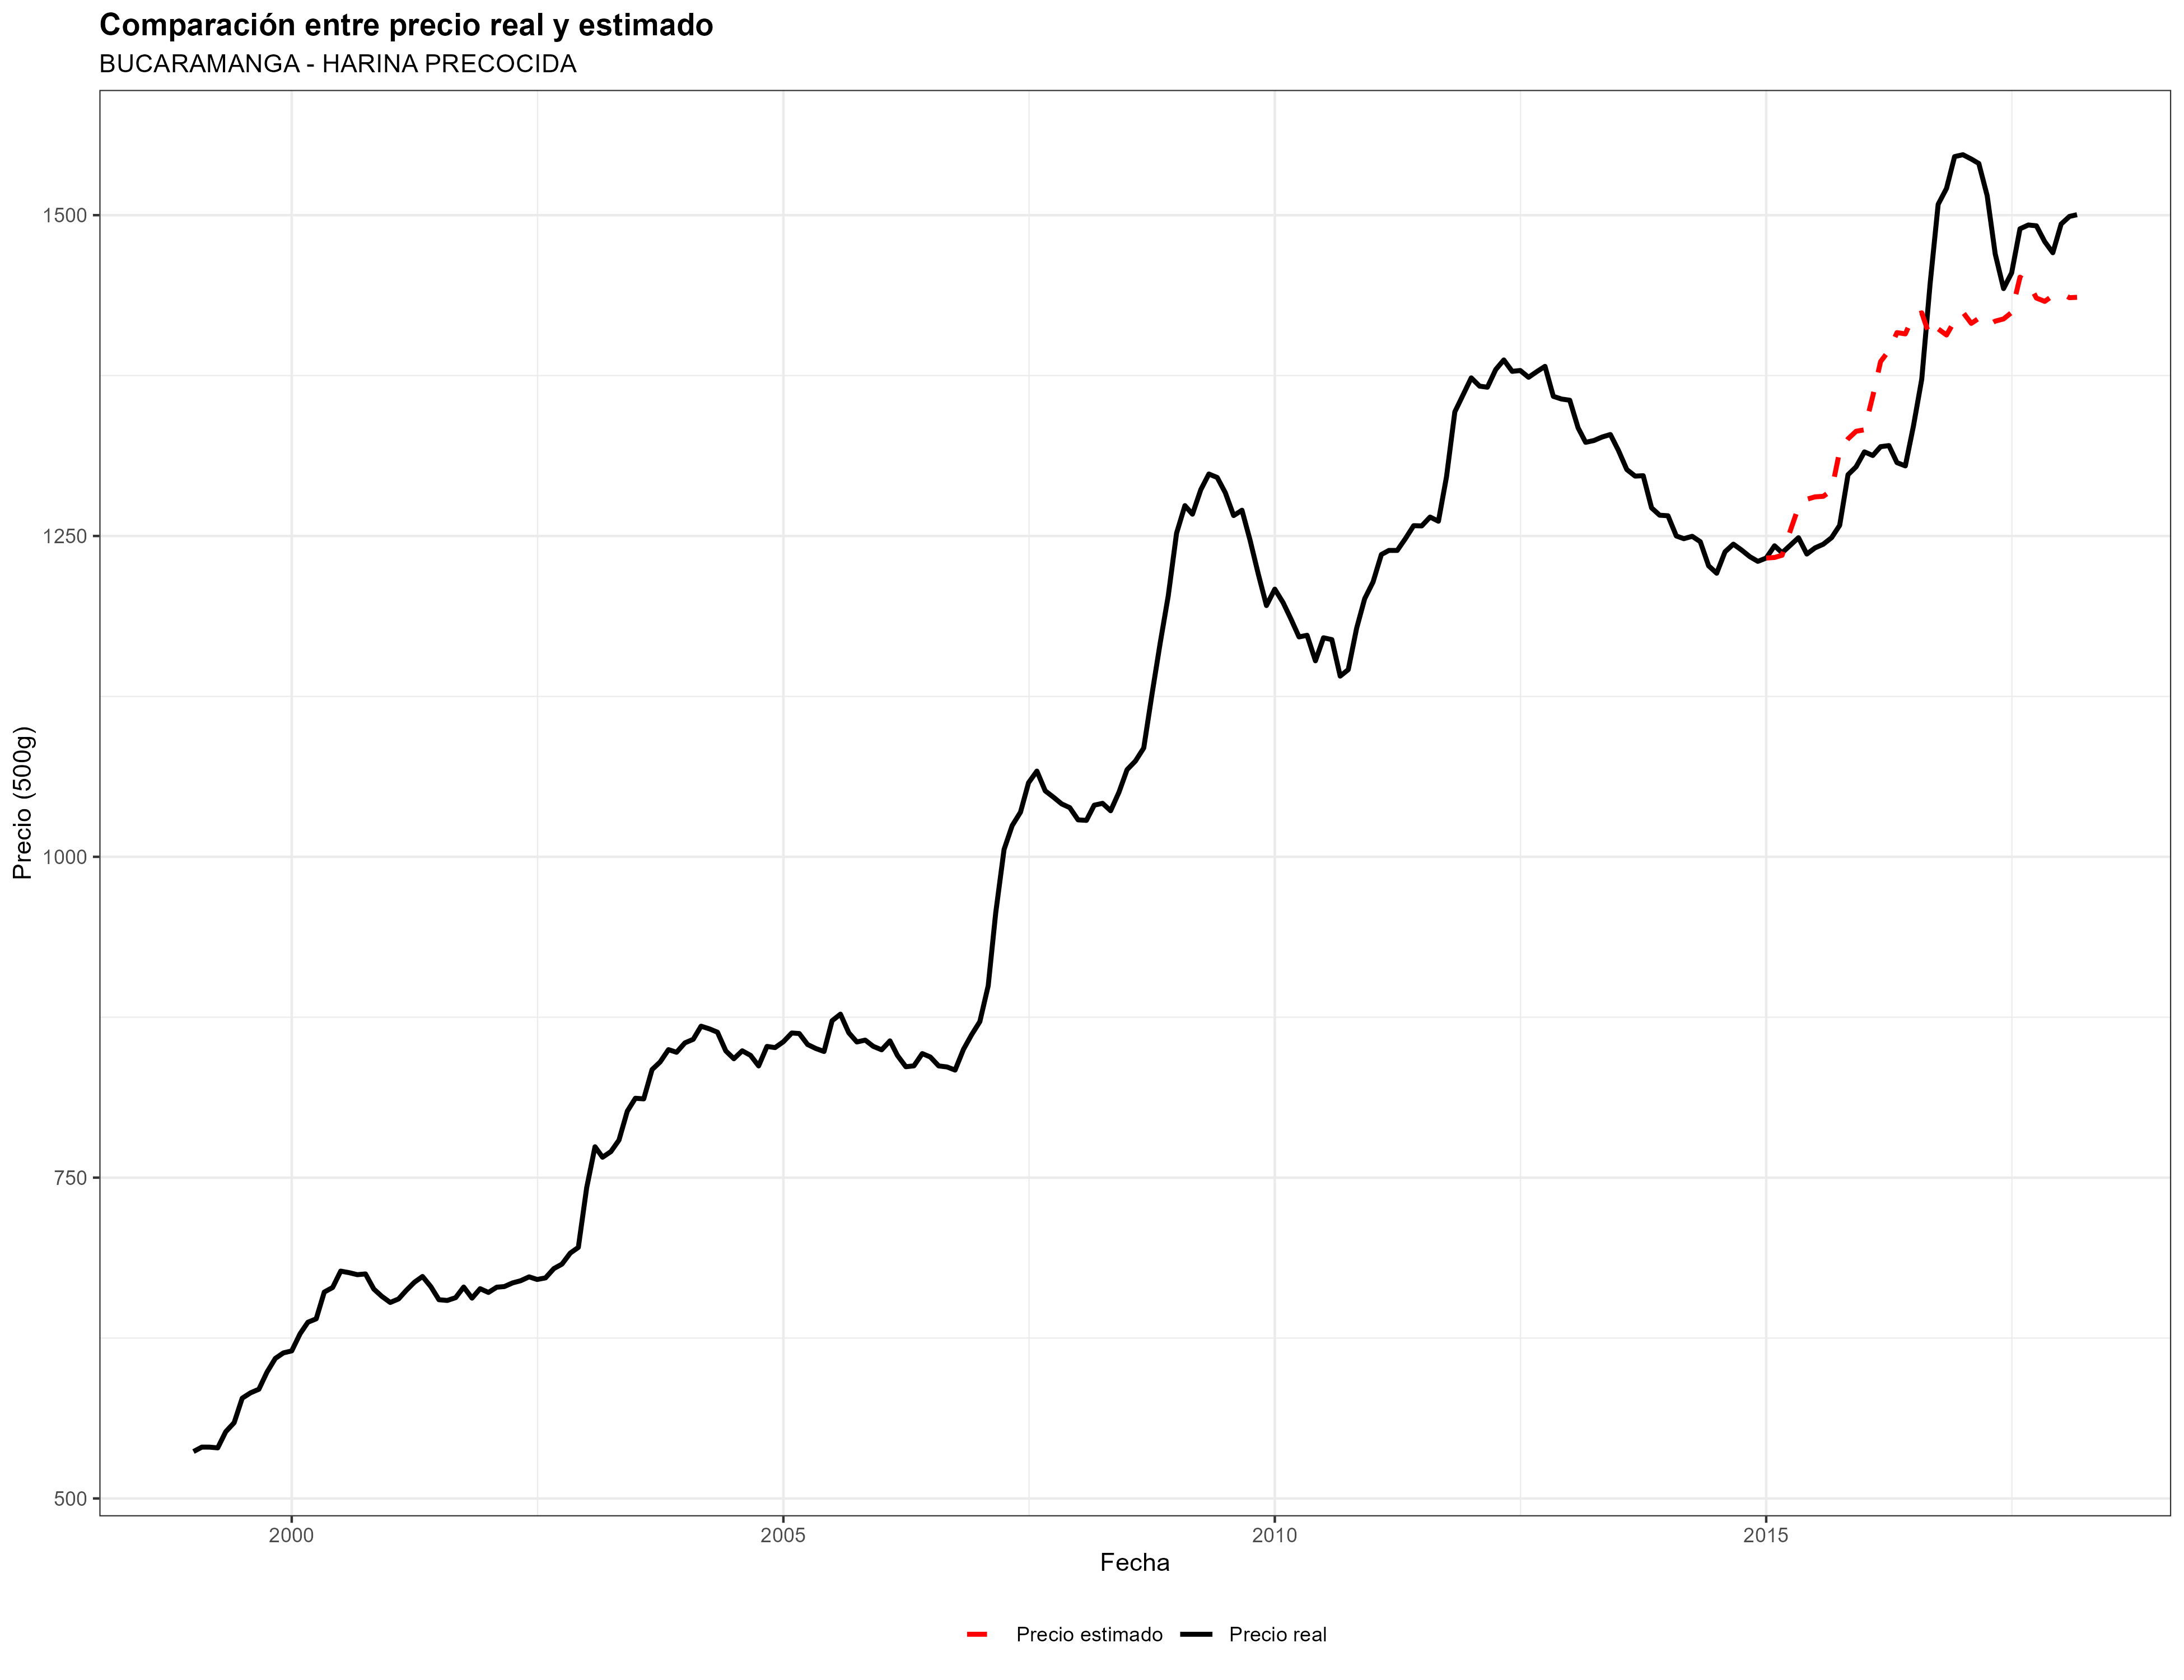 Comparación entre precio real y estimado
BUCARAMANGA - HARINA PRECOCIDA
Precio (500g)
1500
1250
1000
750
500
2000 2005 2010 2015
Fecha
Precio estimado Precio real